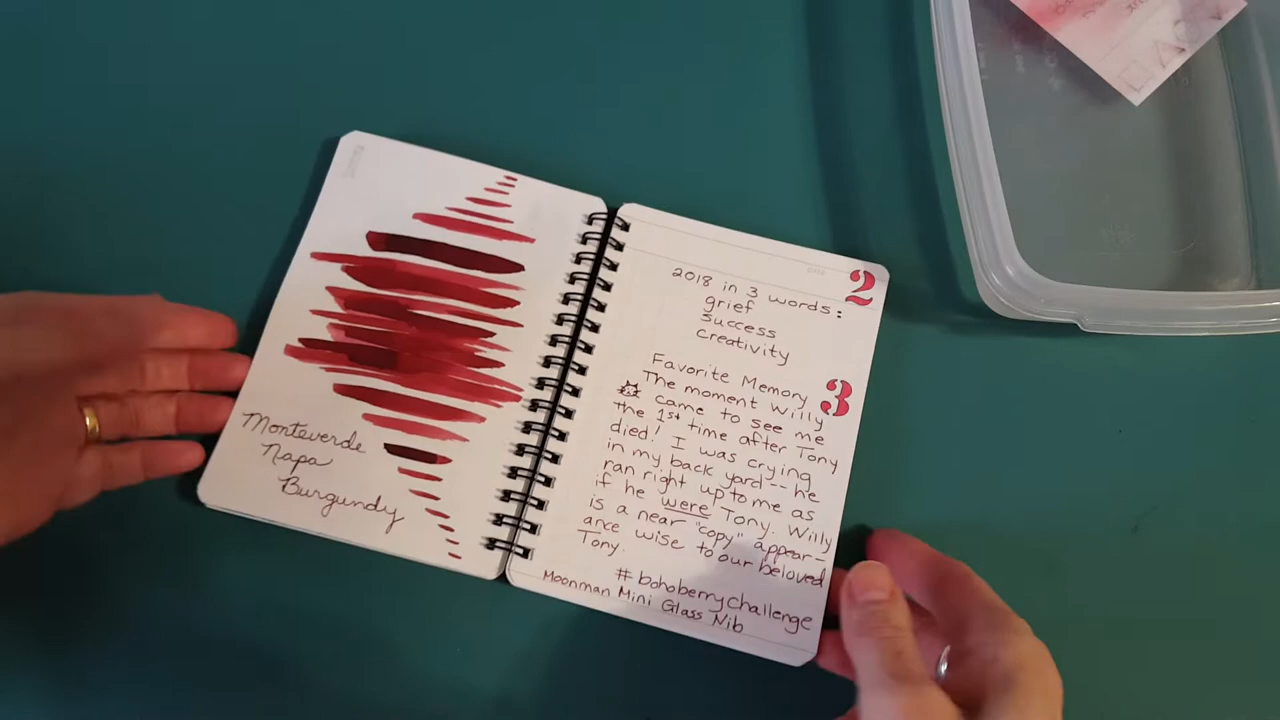 Monteverde
Napa
Burgundy
2
2018 in 3 words:
grief
success
creativity
3
Favorite Memory
The moment Willy
came to see me
the 1st time after Tony
died! I was crying
in my back yard -- he
ran right up to me as
if he were Tony. Willy
is a near "copy" appear-
ance wise to our beloved
Tony.
#bohoberrychallenge
Moonman Mini Glass Nib